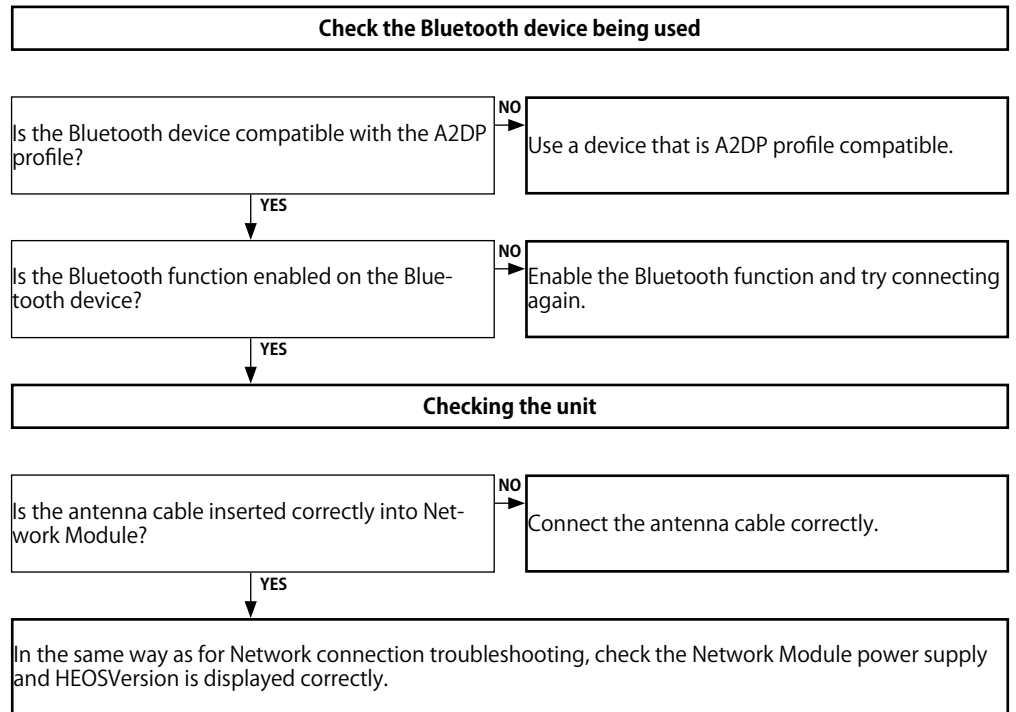 Check the Bluetooth device being used
Is the Bluetooth device compatible with the A2DP
profile?
NO
Use a device that is A2DP profile compatible.
YES
Is the Bluetooth function enabled on the Blue-
tooth device?
NO
Enable the Bluetooth function and try connecting
again.
YES
Checking the unit
Is the antenna cable inserted correctly into Net-
work Module?
NO
Connect the antenna cable correctly.
YES
In the same way as for Network connection troubleshooting, check the Network Module power supply
and HEOSVersion is displayed correctly.